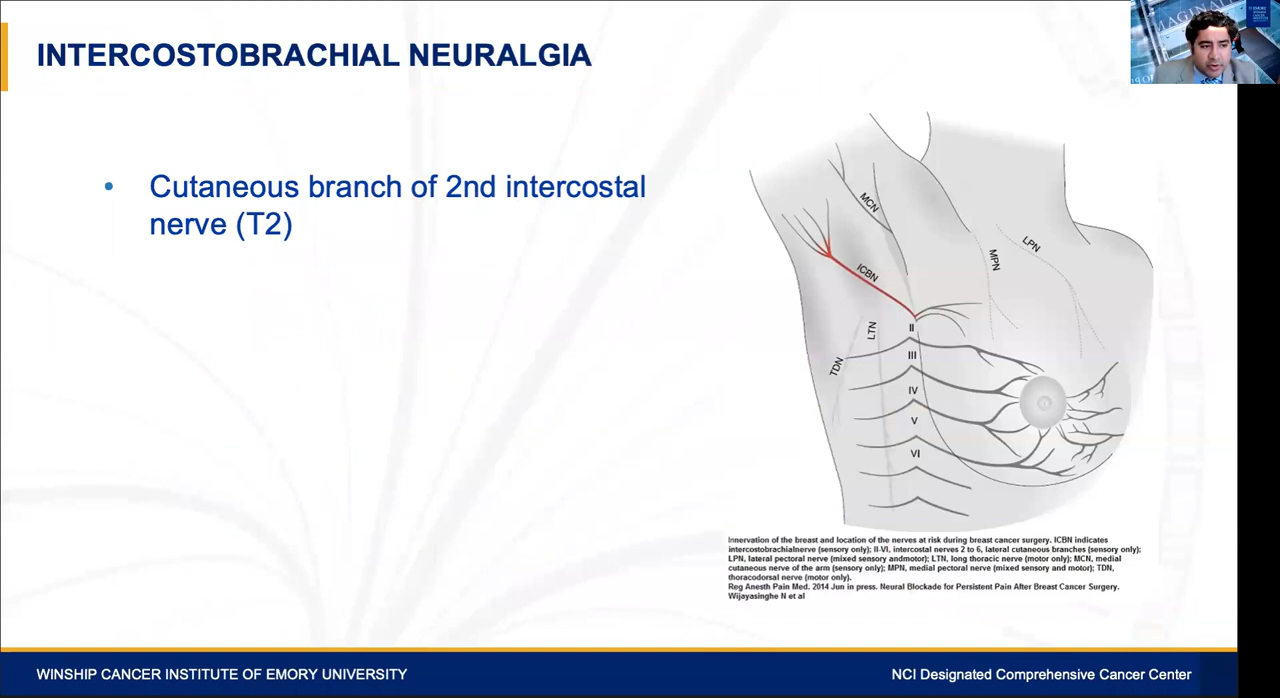 INTERCOSTOBRACHIAL NEURALGIA
• Cutaneous branch of 2nd intercostal
nerve (T2)
MCN
LPN
MPN
ICBN
II
LTN
III
TDN
IV
V
VI
Innervation of the breast and location of the nerves at risk during breast cancer surgery. ICBN indicates
intercostobrachialnerve (sensory only); II-VI, intercostal nerves 2 to 6, lateral cutaneous branches (sensory only);
LPN, lateral pectoral nerve (mixed sensory andmotor); LTN, long thoracic nerve (motor only); MCN, medial
cutaneous nerve of the arm (sensory only); MPN, medial pectoral nerve (mixed sensory and motor); TDN,
thoracodorsal nerve (motor only).
Reg Anesth Pain Med. 2014 Jun in press. Neural Blockade for Persistent Pain After Breast Cancer Surgery.
Wijayasinghe N et al
WINSHIP CANCER INSTITUTE OF EMORY UNIVERSITY
NCI Designated Comprehensive Cancer Center